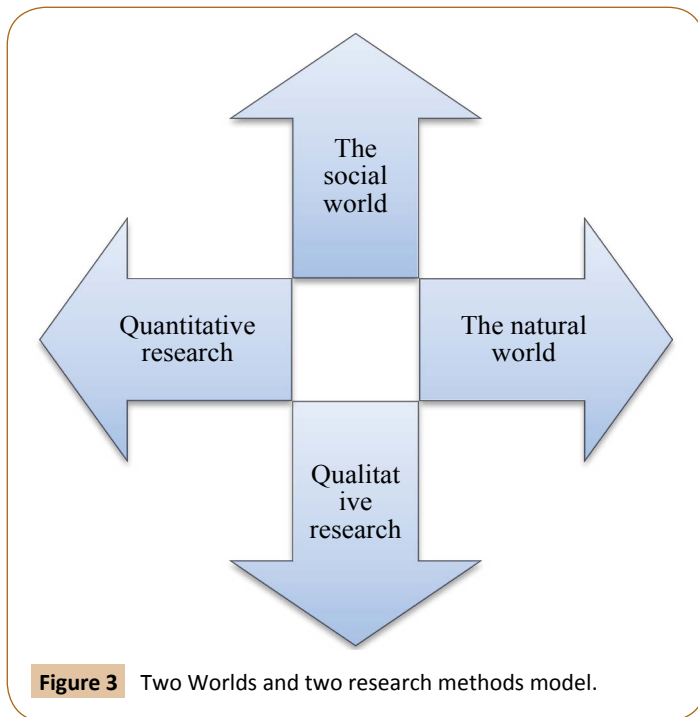 The
social
world
Quantitative
research
The natural
world
Qualitat
ive
research
Figure 3 Two Worlds and two research methods model.